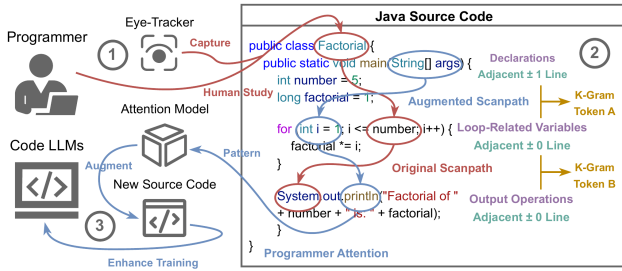 Programmer
Eye-Tracker
1
Capture
Human Study
Attention Model
Code LLMs
Augment
Pattern
New Source Code
3
Enhance Training
Java Source Code
2
public class Factorial {
public static void main(String[] args) {
int number = 5;
long factorial = 1;
for (int i = 1; i <= number; i++) {
factorial *= i;
}
System.out.println("Factorial of "
+ number + " is: " + factorial);
}
}
Augmented Scanpath
Original Scanpath
Programmer Attention
Declarations
Adjacent ± 1 Line
K-Gram
Token A
Loop-Related Variables
Adjacent ± 0 Line
K-Gram
Token B
Output Operations
Adjacent ± 0 Line